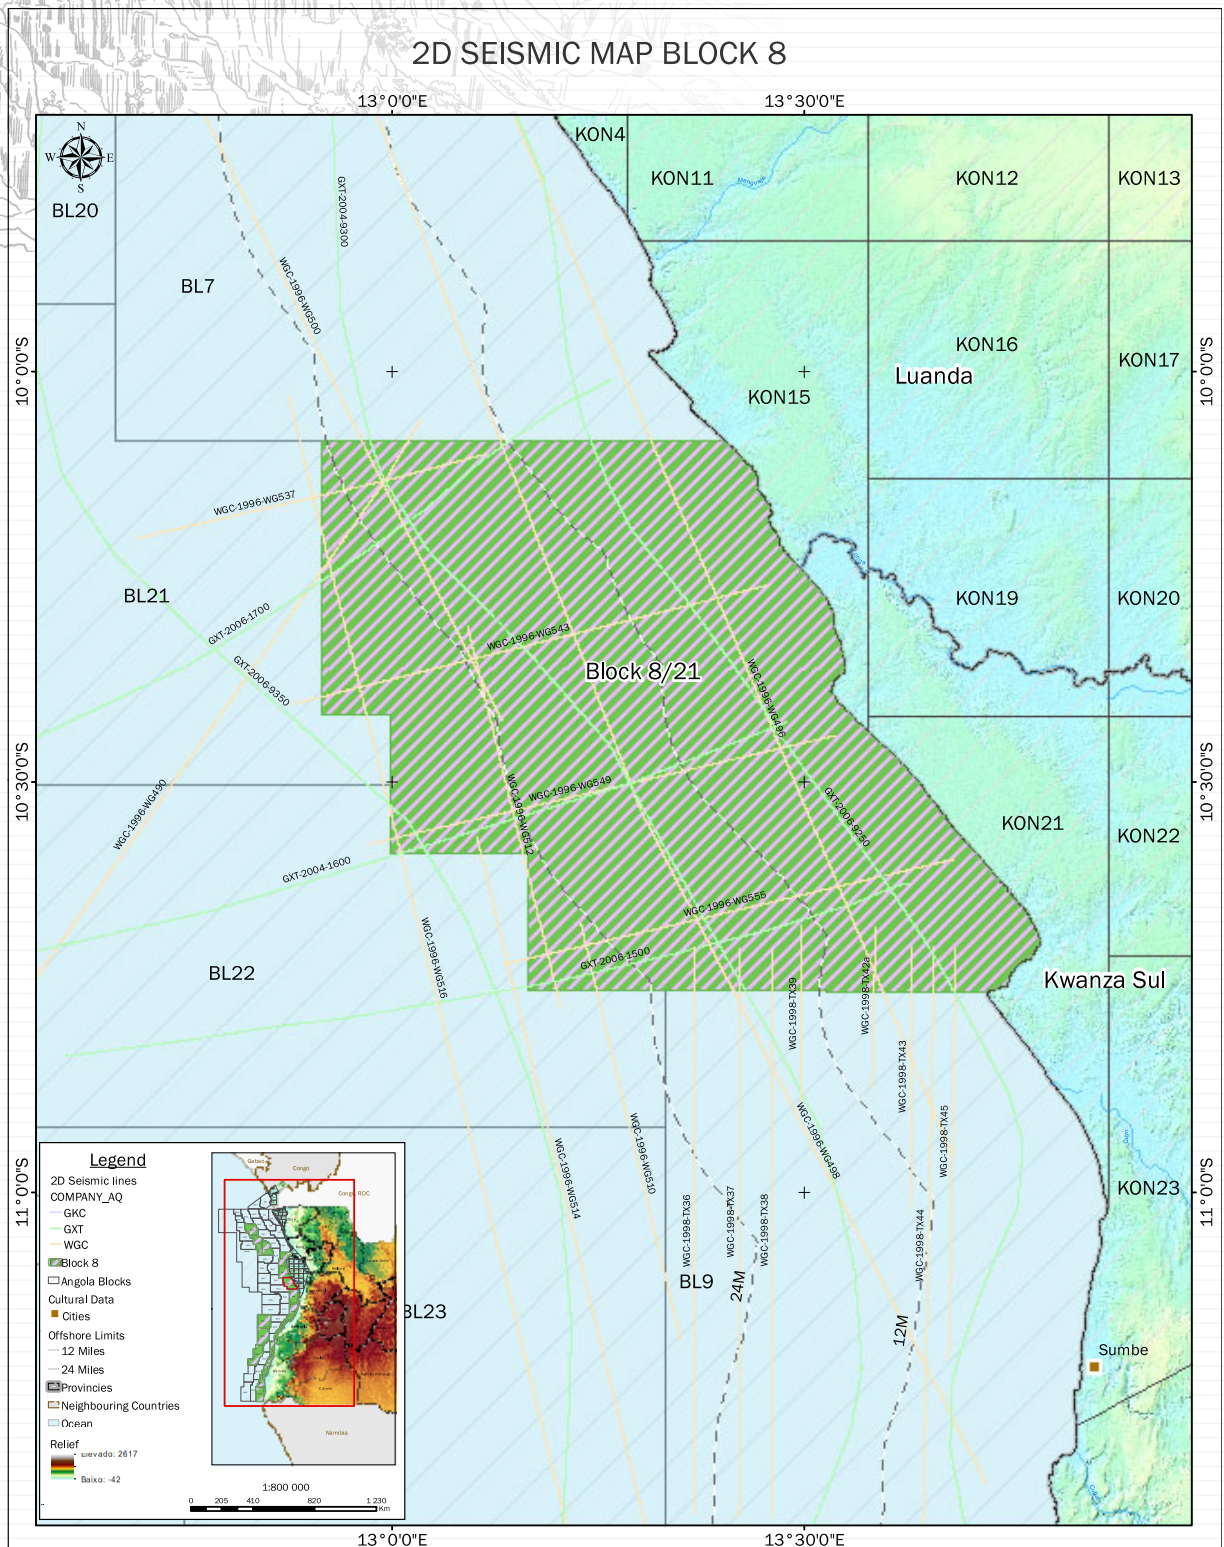 2D SEISMIC MAP BLOCK 8
13°0'0"E
13°30'0"E
N
W
E
S
KON4
KON11
KON12
KON13
BL20
GXT-2004-9300
BL7
WGC-1996-WG500
10°0'0"S
10°0'0"S
KON16
KON17
Luanda
KON15
WGC-1996-WG537
BL21
KON19
KON20
GXT-2006-1700
WGC-1996-WG543
GXT-2006-9350
Block 8/21
WGC-1996-WG496
10°30'0"S
10°30'0"S
WGC-1996-WG490
WGC-1996-WG549
WGC-1996-WG512
GXT-2006-9250
KON21
KON22
GXT-2004-1600
WGC-1996-WG555
WGC-1996-WG516
GXT-2006-1500
BL22
Kwanza Sul
WGC-1998-TX39
WGC-1998-TX42a
WGC-1998-TX43
WGC-1998-TX45
WGC-1996-WG498
WGC-1996-WG510
WGC-1996-WG514
11°0'0"S
11°0'0"S
KON23
WGC-1998-TX36
WGC-1998-TX37
WGC-1998-TX38
WGC-1998-TX44
BL9
24M
12M
BL23
Sumbe
Legend
2D Seismic lines
COMPANY_AQ
GKC
GXT
WGC
Block 8
Angola Blocks
Cultural Data
Cities
Offshore Limits
12 Miles
24 Miles
Provinces
Neighbouring Countries
Ocean
Relief
Elevado: 2617
Baixo: -42
Congo
Congo, ROC
Namibia
1:800 000
0 205 410 820 1 230
Km
13°0'0"E
13°30'0"E